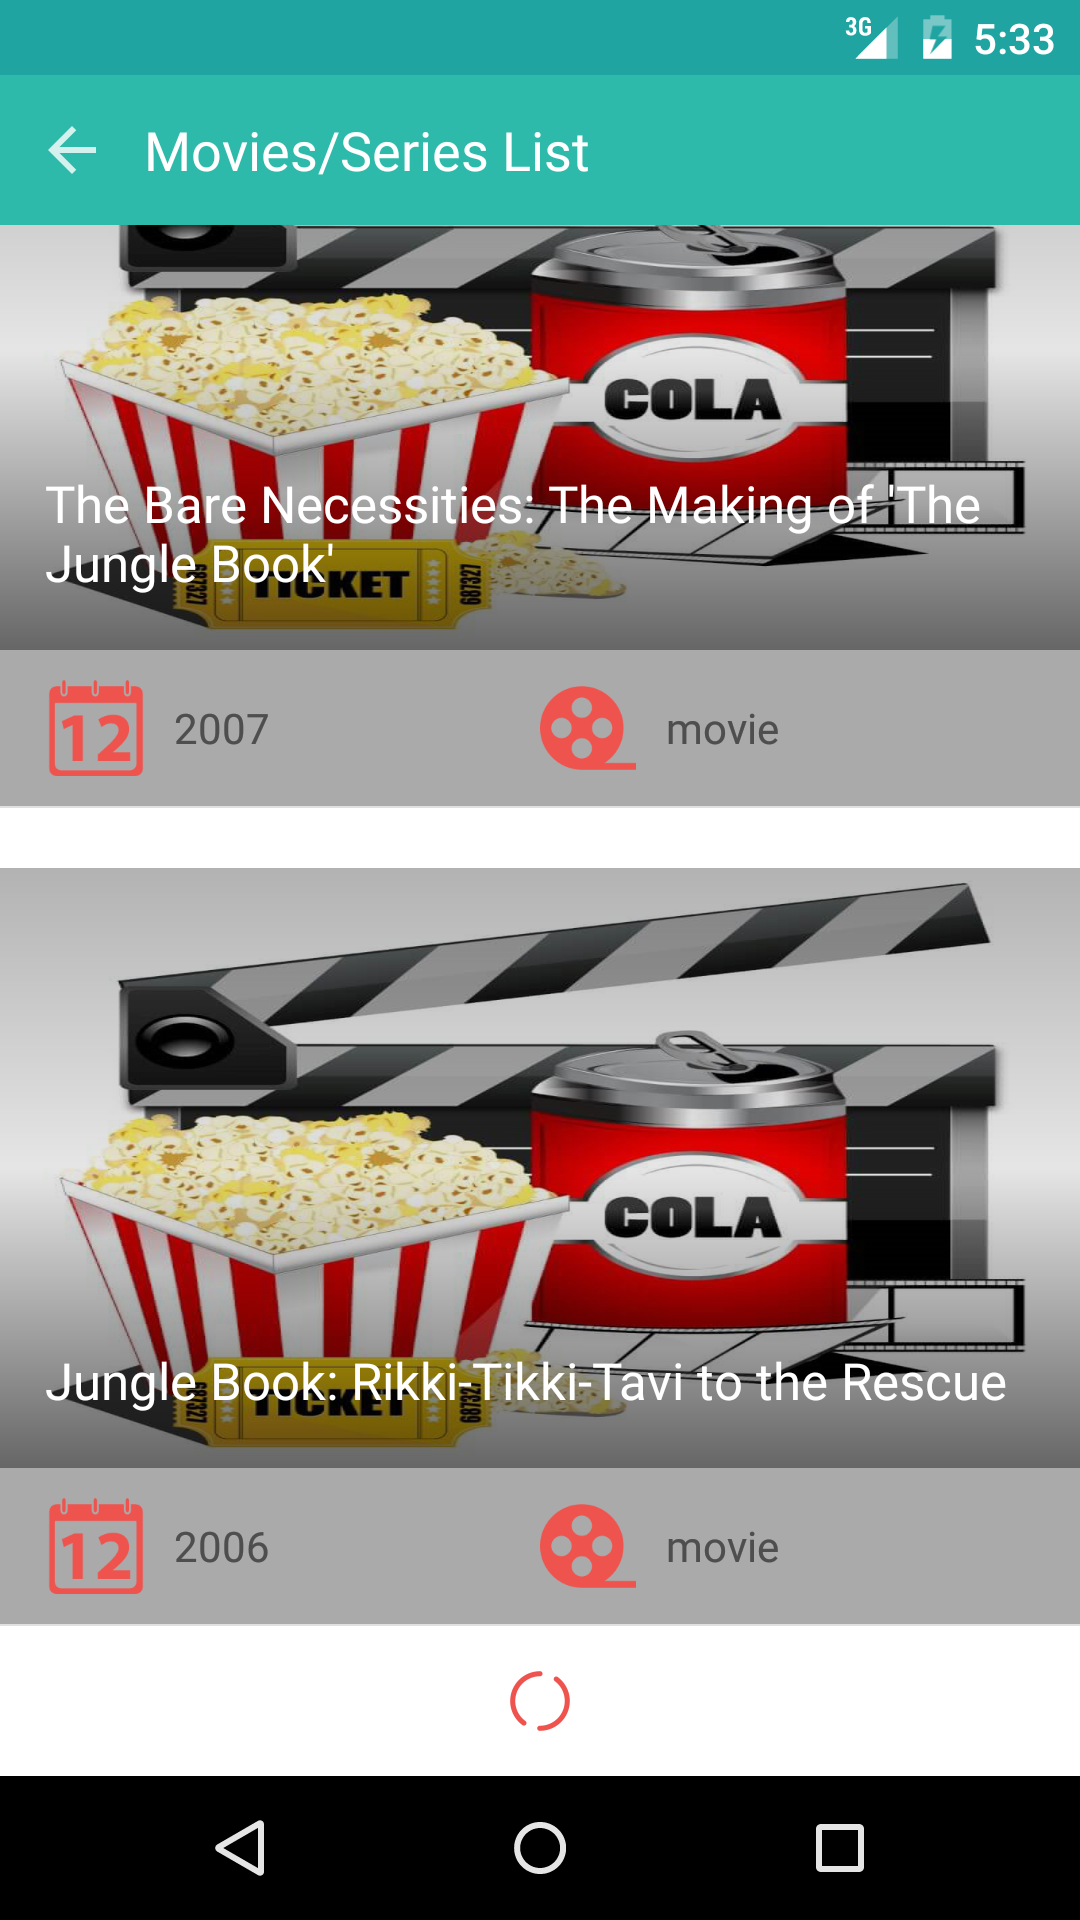 3G 5:33
Movies/Series List
COLA
The Bare Necessities: The Making of 'The
Jungle Book'
687327 TICKET 687327
12 2007 movie
COLA
Jungle Book: Rikki-Tikki-Tavi to the Rescue
TICKET
12 2006 movie